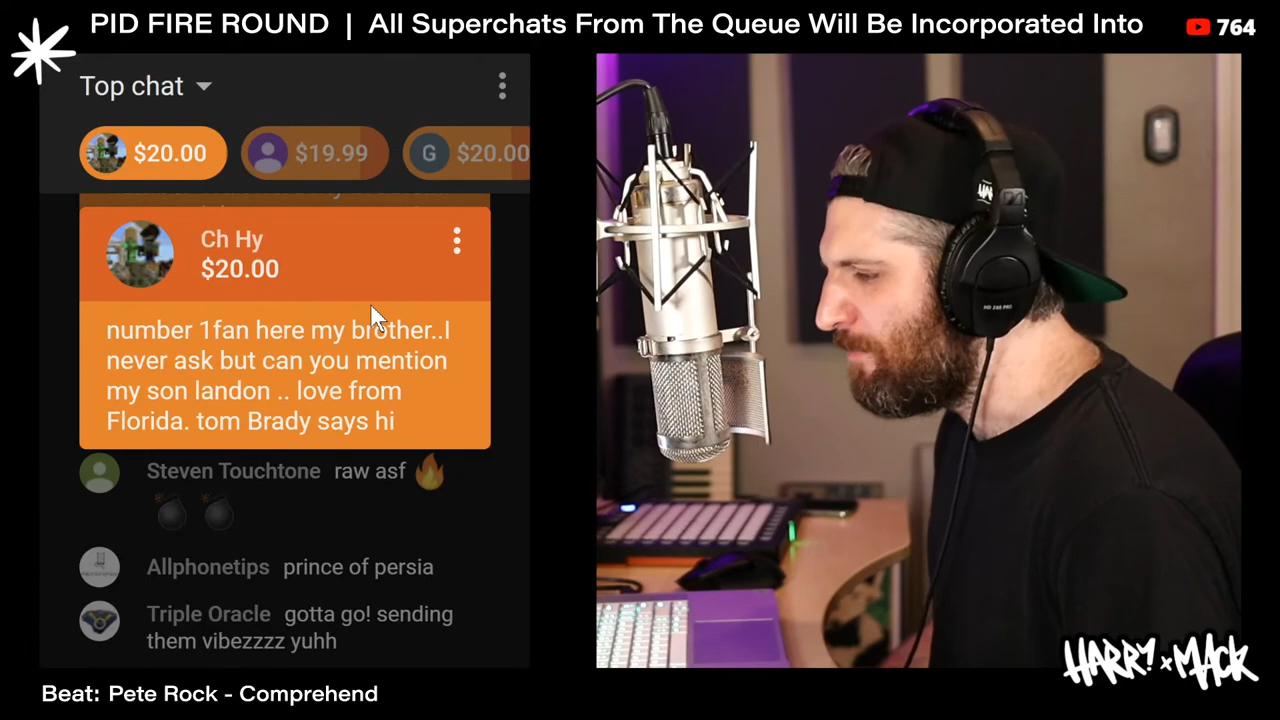 PID FIRE ROUND | All Superchats From The Queue Will Be Incorporated Into
764
Top chat
$20.00
$19.99
G $20.00
Ch Hy
$20.00
number 1fan here my brother..I
never ask but can you mention
my son landon .. love from
Florida. tom Brady says hi
Steven Touchtone raw asf
Allphonetips prince of persia
Triple Oracle gotta go! sending
them vibezzzz yuhh
HARRY x MACK
Beat: Pete Rock - Comprehend